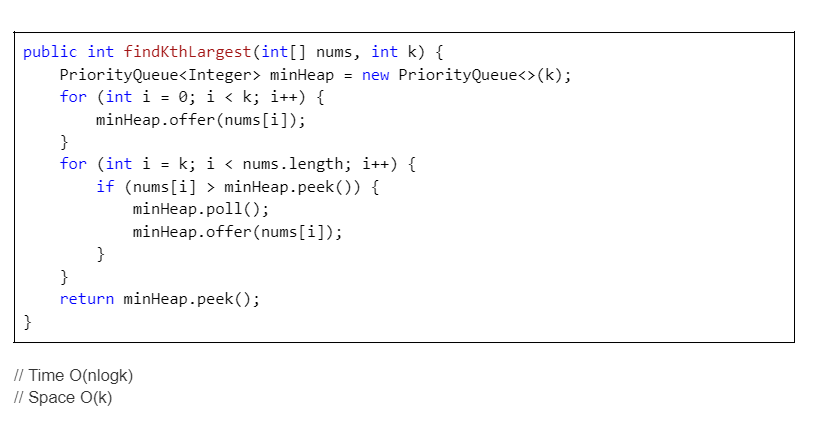 public int findKthLargest(int[] nums, int k) {
    PriorityQueue<Integer> minHeap = new PriorityQueue<>(k);
    for (int i = 0; i < k; i++) {
        minHeap.offer(nums[i]);
    }
    for (int i = k; i < nums.length; i++) {
        if (nums[i] > minHeap.peek()) {
            minHeap.poll();
            minHeap.offer(nums[i]);
        }
    }
    return minHeap.peek();
}
// Time O(nlogk)
// Space O(k)